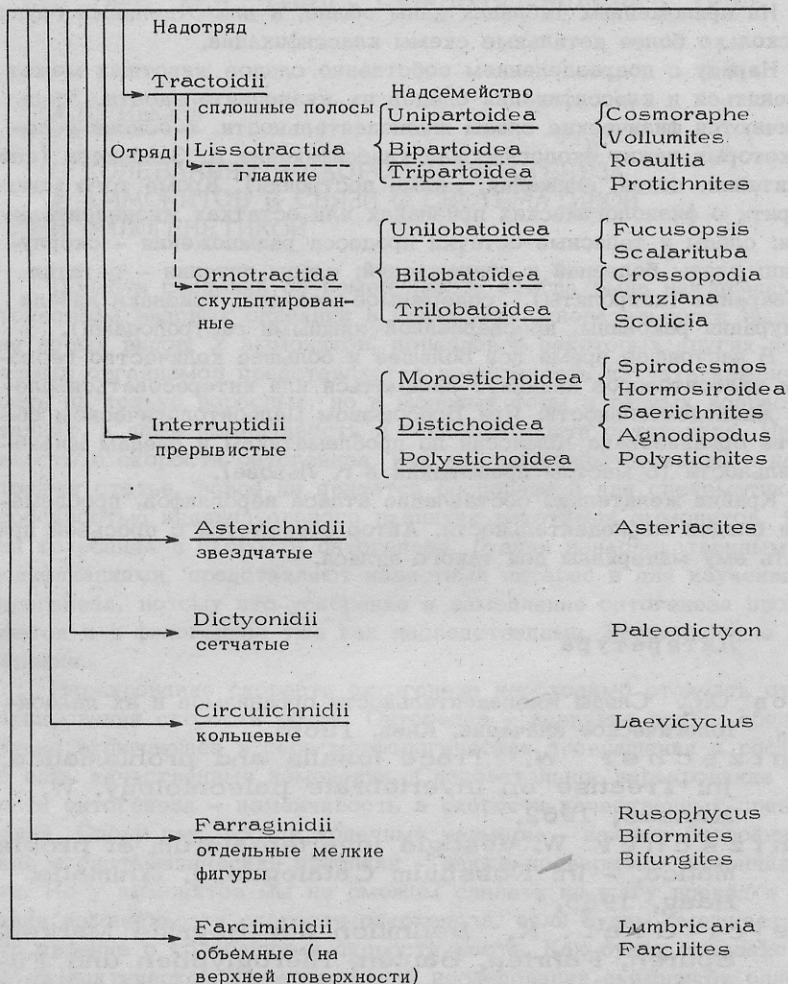 Надотряд
Tractoidii
сплошные полосы
Надсемейство
Отряд
Lissotractida
гладкие
Unipartoidea
Bipartoidea
Tripartoidea
Cosmoraphe
Vollumites
Roaultia
Protichnites
Ornotractida
скульптирован-
ные
Unilobatoidea
Bilobatoidea
Trilobatoidea
Fucusopsis
Scalarituba
Crossopodia
Cruziana
Scolicia
Interruptidii
прерывистые
Monostichoidea
Distichoidea
Polystichoidea
Spirodesmos
Hormosiroidea
Saerichnites
Agnodipodus
Polystichites
Asterichnidii
звездчатые
Asteriacites
Dictyonidii
сетчатые
Paleodictyon
Circulichnidii
кольцевые
Laevicyclus
Farraginidii
отдельные мелкие
фигуры
Rusophycus
Biformites
Bifungites
Farciminidii
объемные (на
верхней поверхности)
Lumbricaria
Farcilites